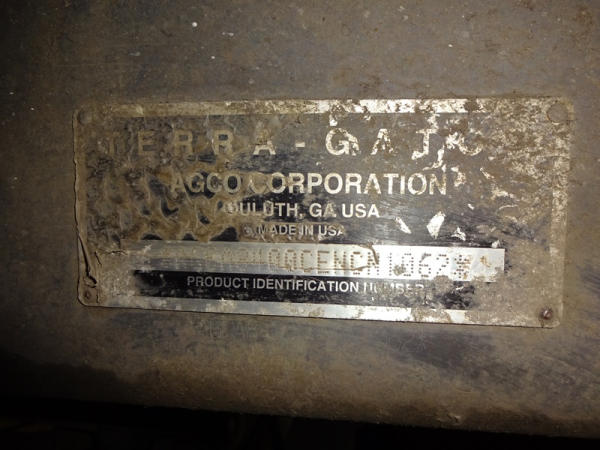 TERRA-GATOR
AGCO CORPORATION
DULUTH, GA USA
MADE IN USA
PRODUCT IDENTIFICATION NUMBER